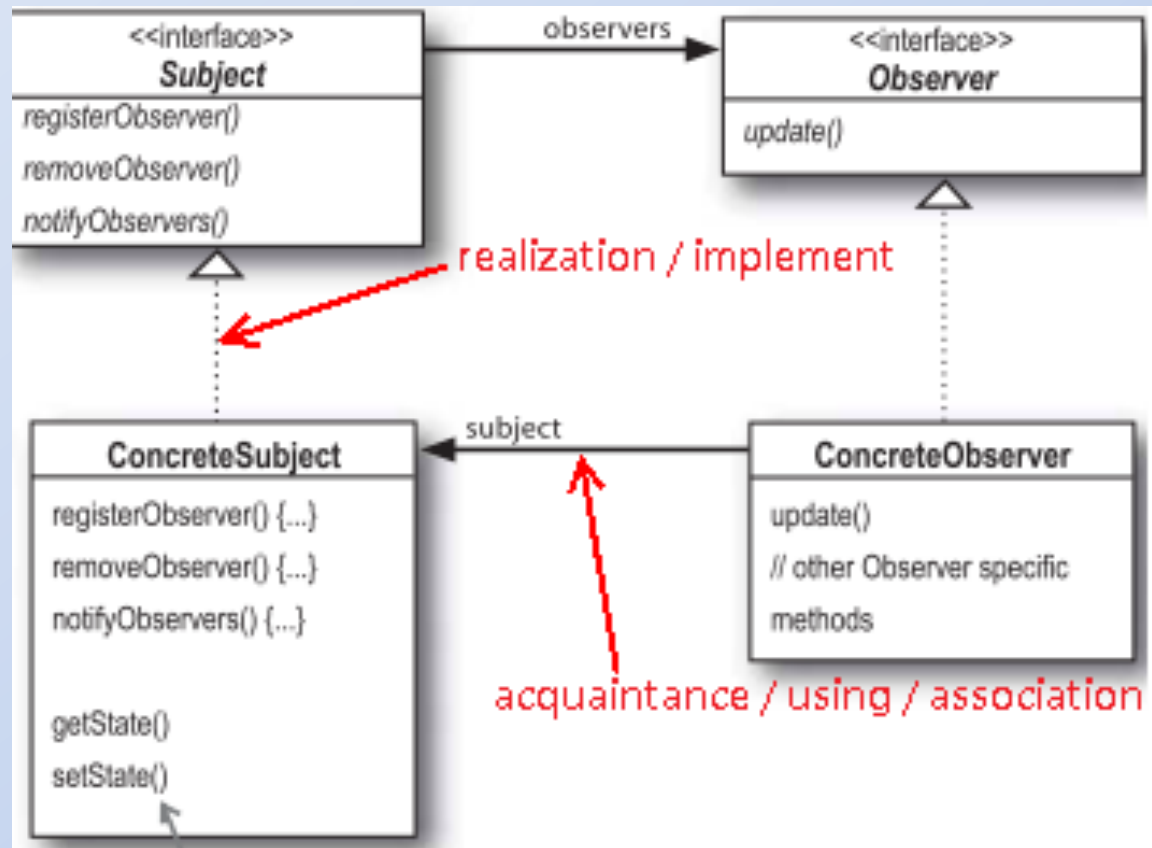 <<interface>>
Subject
registerObserver()
removeObserver()
notifyObservers()
observers
<<interface>>
Observer
update()
realization / implement
subject
ConcreteSubject
registerObserver() {...}
removeObserver() {...}
notifyObservers() {...}
getState()
setState()
ConcreteObserver
update()
// other Observer specific
methods
acquaintance / using / association